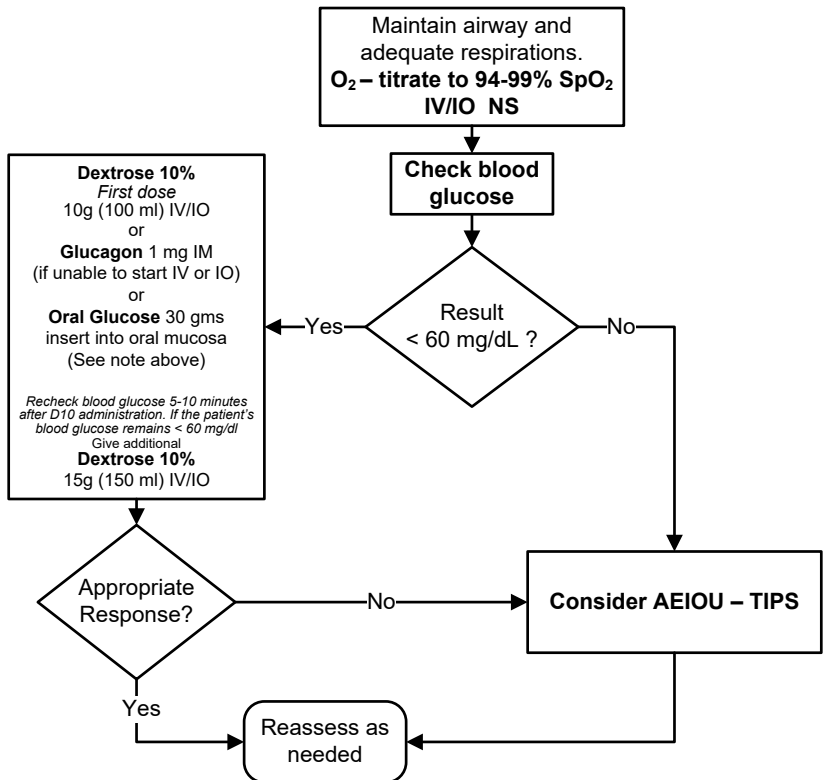 Maintain airway and
adequate respirations.
O₂ – titrate to 94-99% SpO₂
IV/IO  NS
Check blood
glucose
Result
< 60 mg/dL ?
Yes
No
Dextrose 10%
First dose
10g (100 ml) IV/IO
or
Glucagon 1 mg IM
(if unable to start IV or IO)
or
Oral Glucose 30 gms
insert into oral mucosa
(See note above)
Recheck blood glucose 5-10 minutes
after D10 administration. If the patient's
blood glucose remains < 60 mg/dl
Give additional
Dextrose 10%
15g (150 ml) IV/IO
Appropriate
Response?
No
Consider AEIOU – TIPS
Yes
Reassess as
needed